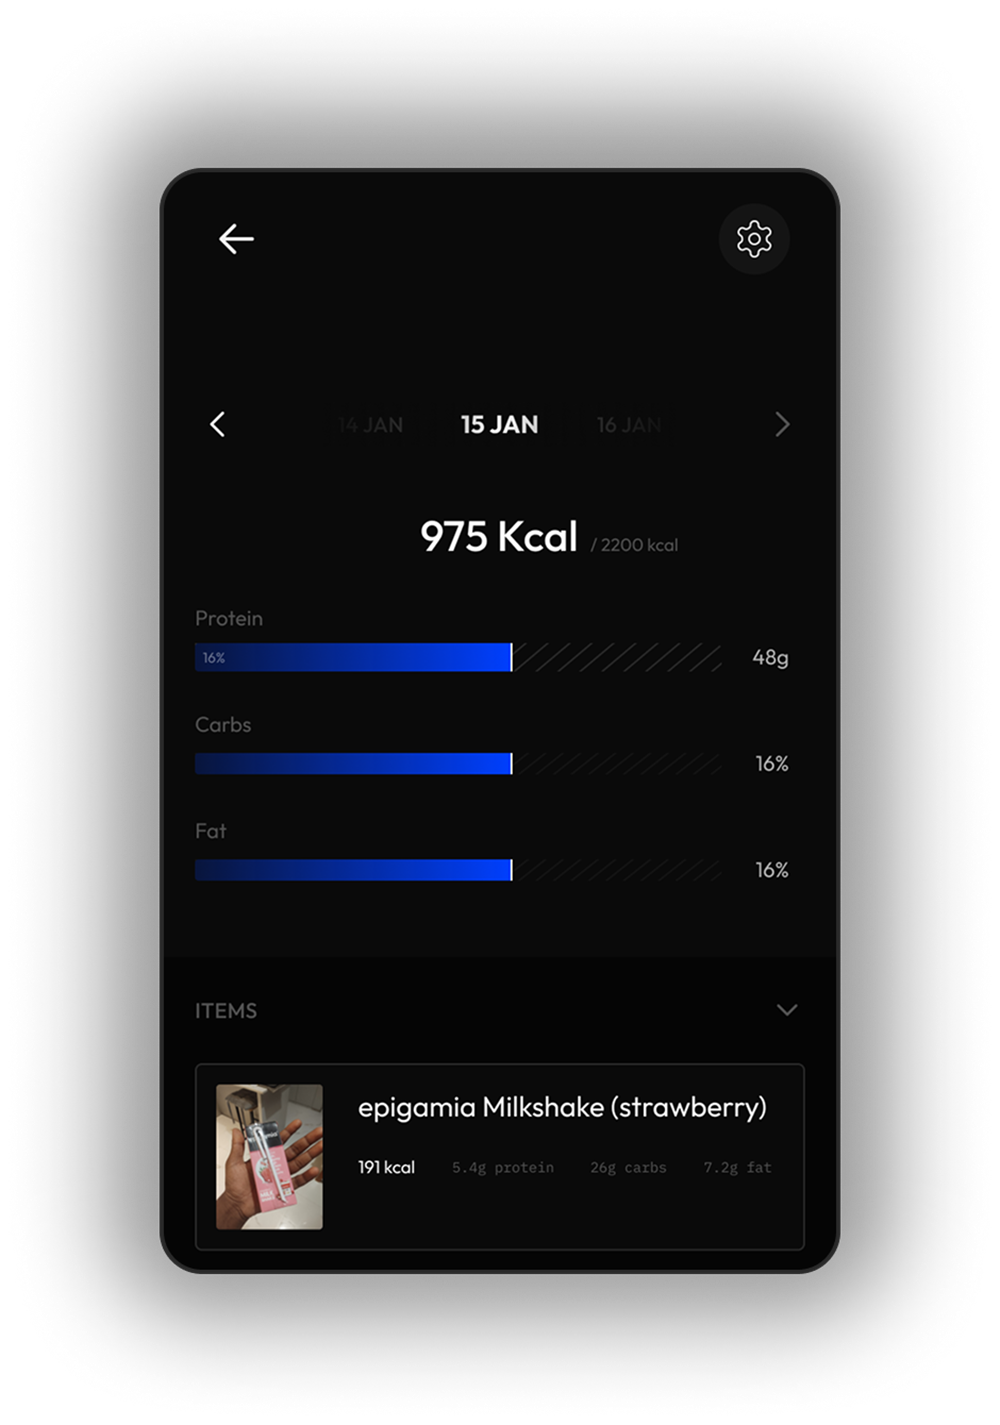 14 JAN 15 JAN 16 JAN
975 Kcal / 2200 kcal
Protein
16% 48g
Carbs
16%
Fat
16%
ITEMS
epigamia Milkshake (strawberry)
191 kcal 5.4g protein 26g carbs 7.2g fat